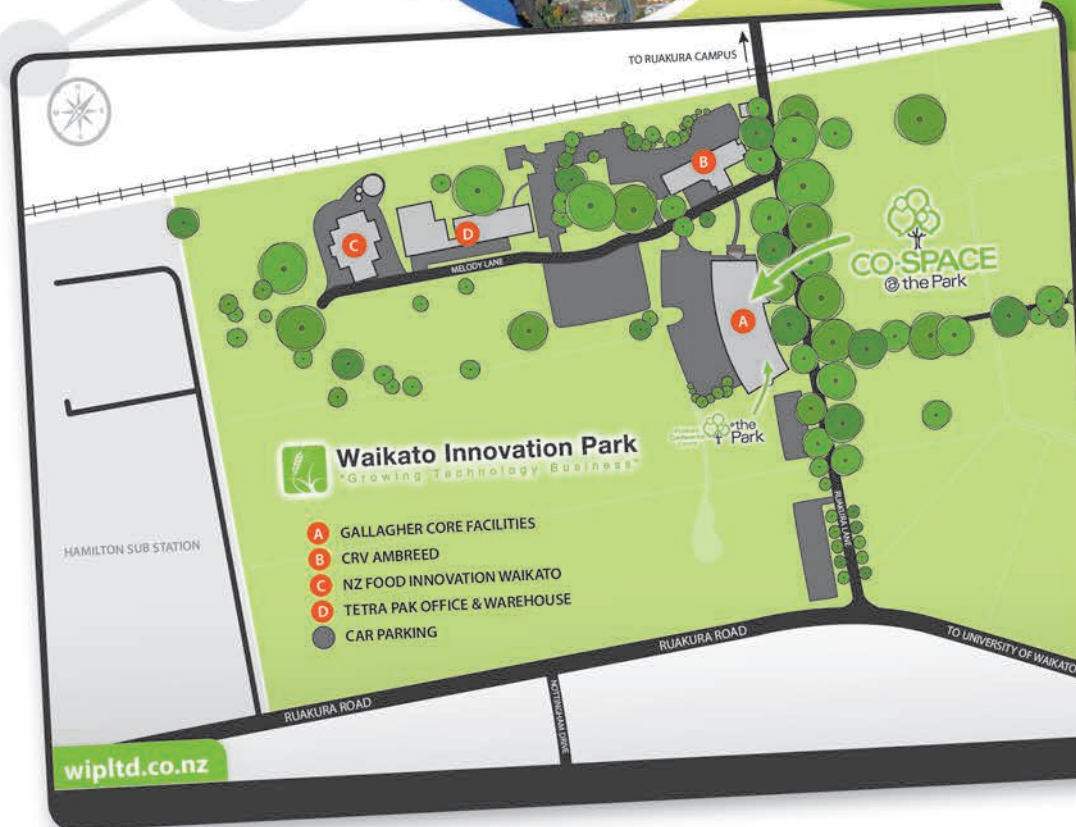 TO RUAKURA CAMPUS
B
D
C
MELODY LANE
CO-SPACE
@ the Park
A
@the
Park
Waikato Innovation Park
"Growing Technology Business"
RUAKURA LANE
HAMILTON SUB STATION
A GALLAGHER CORE FACILITIES
B CRV AMBREED
C NZ FOOD INNOVATION WAIKATO
D TETRA PAK OFFICE & WAREHOUSE
CAR PARKING
RUAKURA ROAD
RUAKURA ROAD
TO UNIVERSITY OF WAIKATO
NOTTINGHAM DRIVE
wipltd.co.nz